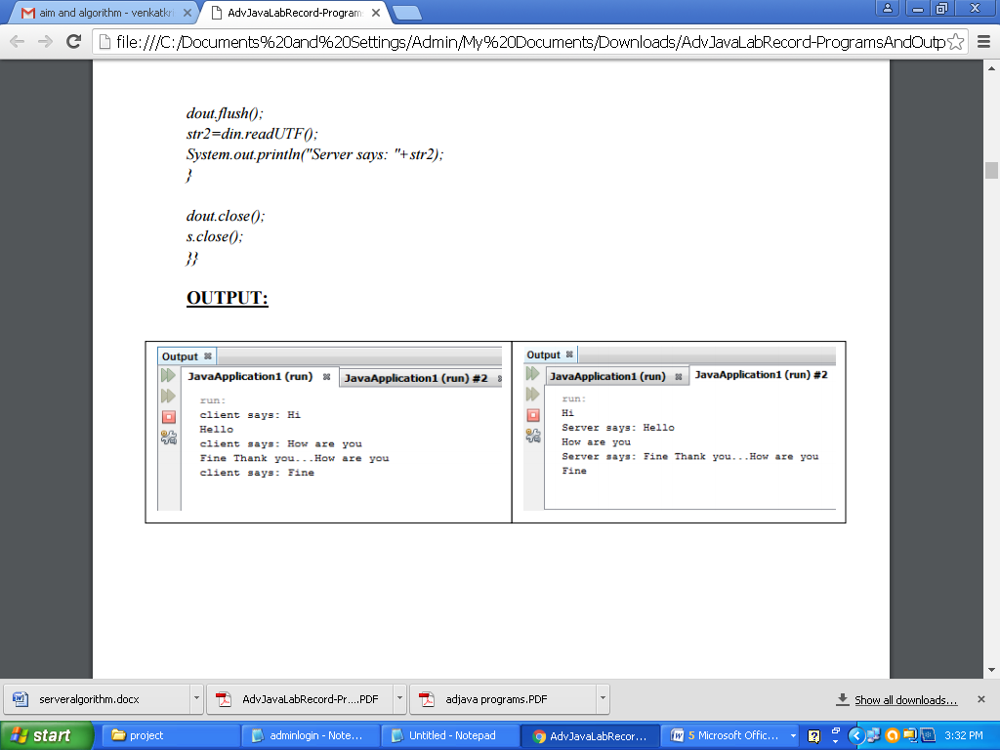 aim and algorithm - venkatkri
AdvJavaLabRecord-Program
file:///C:/Documents%20and%20Settings/Admin/My%20Documents/Downloads/AdvJavaLabRecord-ProgramsAndOutp
dout.flush();
str2=din.readUTF();
System.out.println("Server says: "+str2);
}
dout.close();
s.close();
}}
OUTPUT:
Output
JavaApplication1 (run)
JavaApplication1 (run) #2
run:
client says: Hi
Hello
client says: How are you
Fine Thank you...How are you
client says: Fine
Output
JavaApplication1 (run)
JavaApplication1 (run) #2
run:
Hi
Server says: Hello
How are you
Server says: Fine Thank you...How are you
Fine
serveralgorithm.docx
AdvJavaLabRecord-Pr....PDF
adjava programs.PDF
Show all downloads...
start
project
adminlogin - Note...
Untitled - Notepad
AdvJavaLabRecor...
5 Microsoft Offic...
3:32 PM